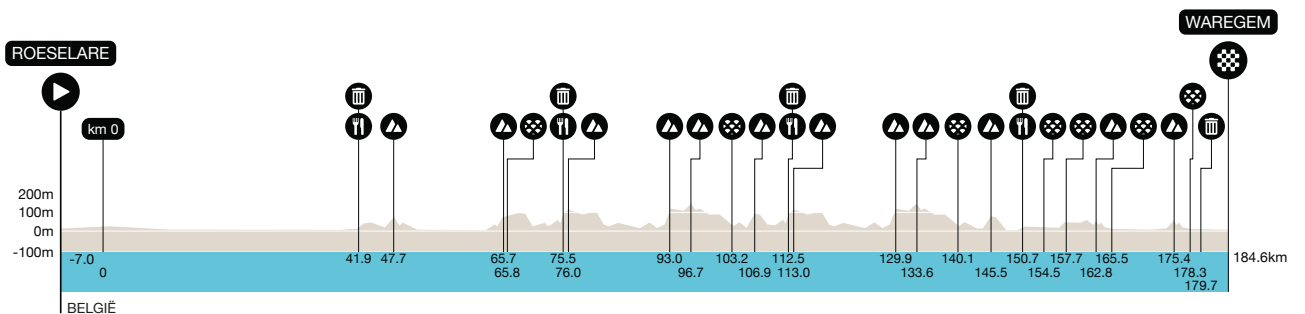 WAREGEM
ROESELARE
km 0
200m
100m
0m
-100m
-7.0 41.9 47.7 65.7 75.5 93.0 103.2 112.5 129.9 140.1 150.7 157.7 165.5 175.4 184.6km
0 65.8 76.0 96.7 106.9 113.0 133.6 145.5 154.5 162.8 178.3
179.7
BELGIË